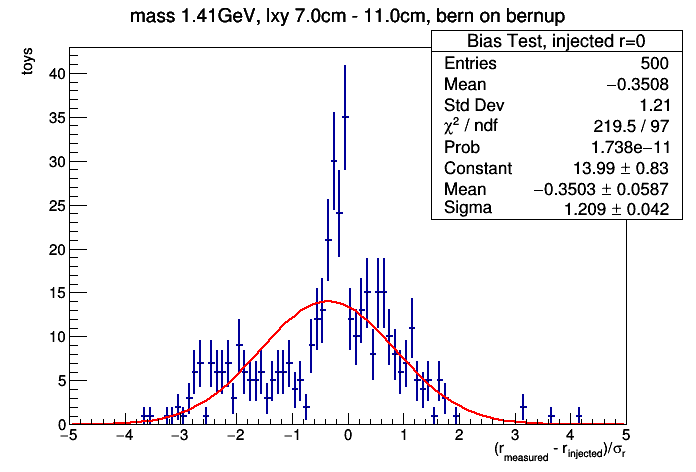 mass 1.41GeV, lxy 7.0cm - 11.0cm, bern on bernup
Bias Test, injected r=0
Entries 500
Mean −0.3508
Std Dev 1.21
χ² / ndf 219.5 / 97
Prob 1.738e−11
Constant 13.99 ± 0.83
Mean −0.3503 ± 0.0587
Sigma 1.209 ± 0.042
toys
40
35
30
25
20
15
10
5
0
−5 −4 −3 −2 −1 0 1 2 3 4 5
(r_measured - r_injected)/σ_r